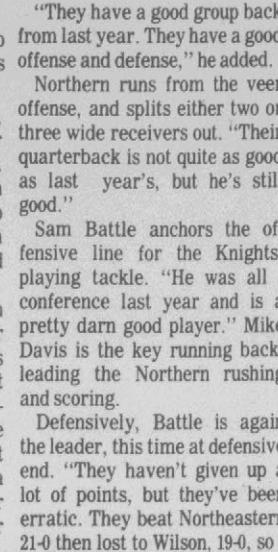 "They have a good group back
from last year. They have a good
offense and defense," he added.
Northern runs from the veer
offense, and splits either two or
three wide receivers out. "Their
quarterback is not quite as good
as last year's, but he's still
good."
Sam Battle anchors the of-
fensive line for the Knights,
playing tackle. "He was all
conference last year and is a
pretty darn good player." Mike
Davis is the key running back,
leading the Northern rushing
and scoring.
Defensively, Battle is again
the leader, this time at defensive
end. "They haven't given up a
lot of points, but they've been
erratic. They beat Northeastern
21-0 then lost to Wilson, 19-0, so